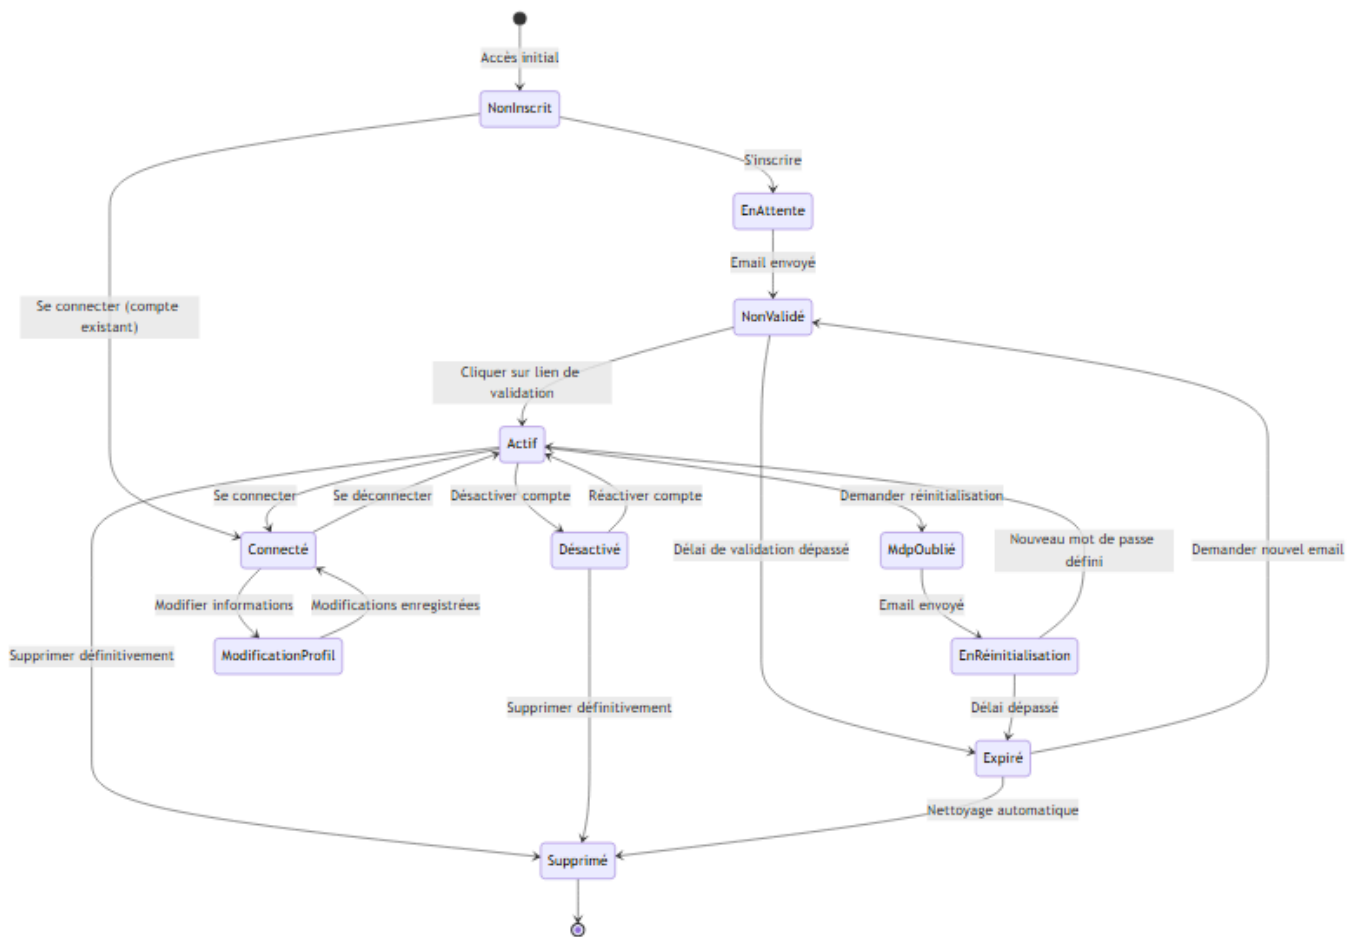 Accès initial
NonInscrit
S'inscrire
EnAttente
Email envoyé
Se connecter (compte
existant)
NonValidé
Cliquer sur lien de
validation
Actif
Se connecter
Se déconnecter
Désactiver compte
Réactiver compte
Demander réinitialisation
Connecté
Désactivé
Délai de validation dépassé
MdpOublié
Nouveau mot de passe
défini
Demander nouvel email
Modifier informations
Modifications enregistrées
Email envoyé
Supprimer définitivement
ModificationProfil
EnRéinitialisation
Supprimer définitivement
Délai dépassé
Expiré
Nettoyage automatique
Supprimé